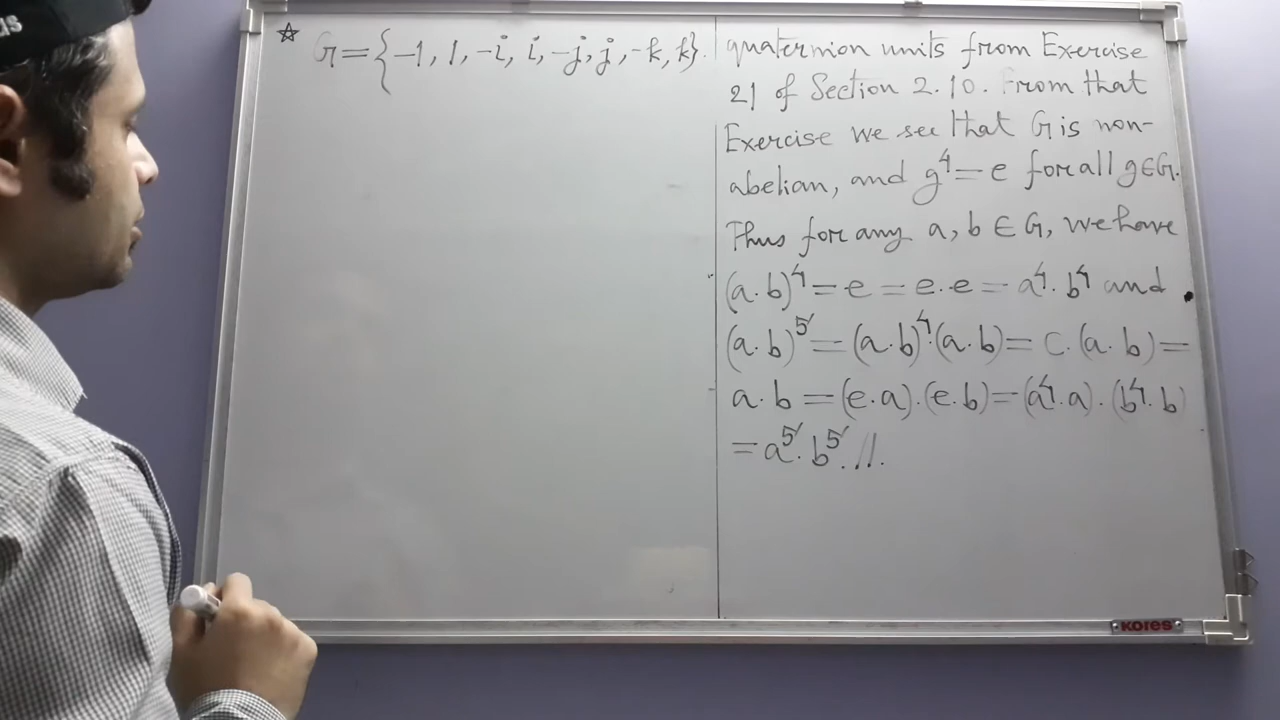 ☆ G = {-1, 1, -i, i, -j, j, -k, k}.
quaternion units from Exercise
21 of Section 2.10. From that
Exercise we see that G is non-
abelian, and g⁴ = e for all g ∈ G.
Thus for any a, b ∈ G, we have
(a.b)⁴ = e = e.e = a⁴.b⁴ and
(a.b)⁵ = (a.b)⁴.(a.b) = c.(a.b) =
a.b = (e.a).(e.b) = (a⁴.a).(b⁴.b)
= a⁵.b⁵. //.
KORES